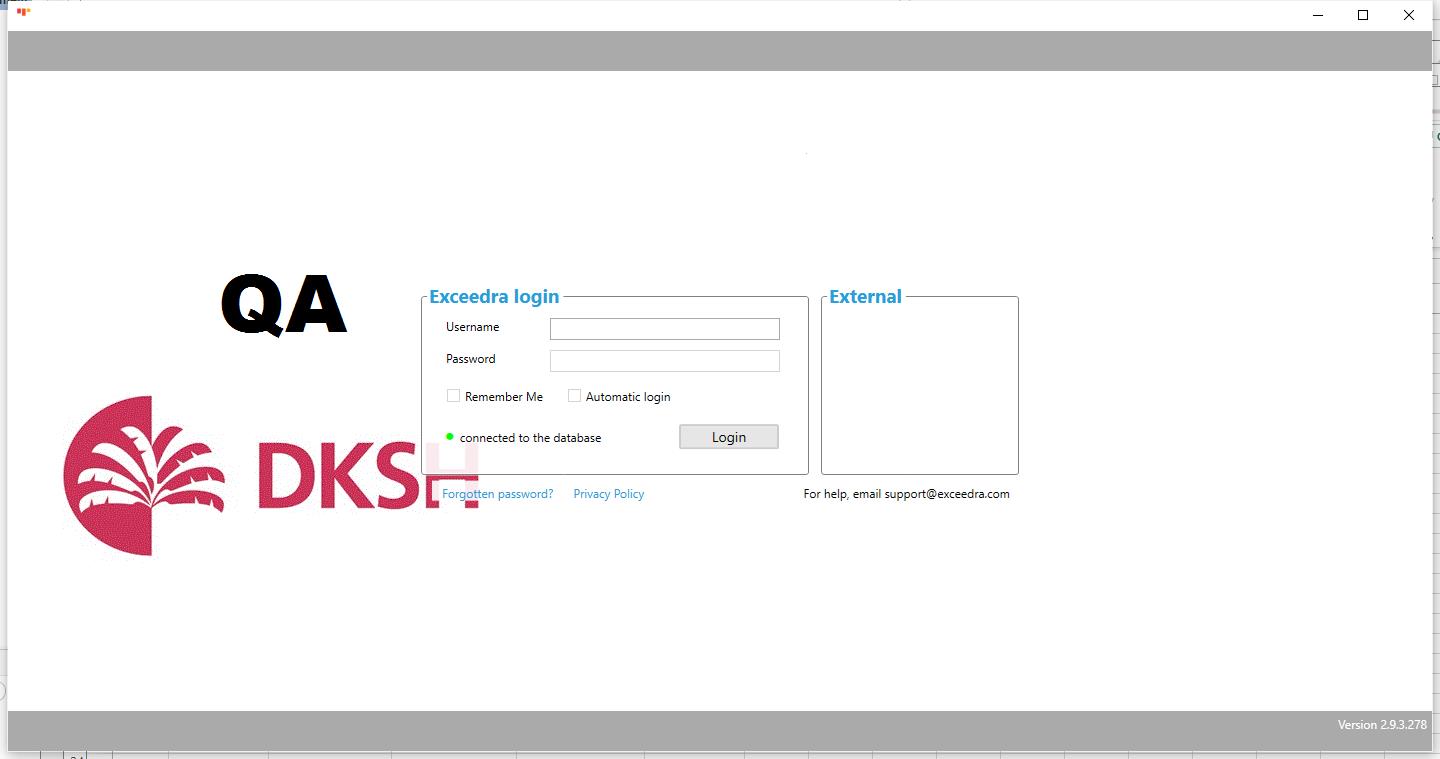 QA
Exceedra login
External
Username
Password
Remember Me
Automatic login
connected to the database
Login
DKSH
Forgotten password?
Privacy Policy
For help, email support@exceedra.com
Version 2.9.3.278